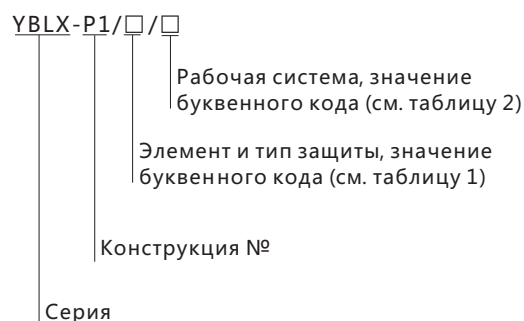 YBLX-P1/□/□
Рабочая система, значение
буквенного кода (см. таблицу 2)
Элемент и тип защиты, значение
буквенного кода (см. таблицу 1)
Конструкция №
Серия